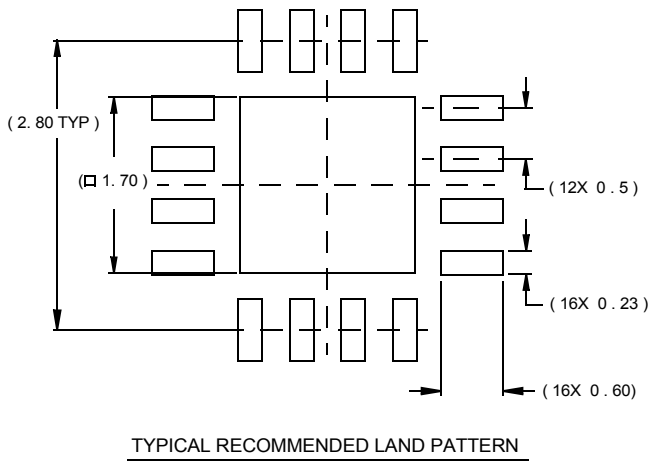 ( 2. 80 TYP )
(□ 1. 70 )
( 12X 0 . 5 )
( 16X 0 . 23 )
( 16X 0 . 60)
TYPICAL RECOMMENDED LAND PATTERN